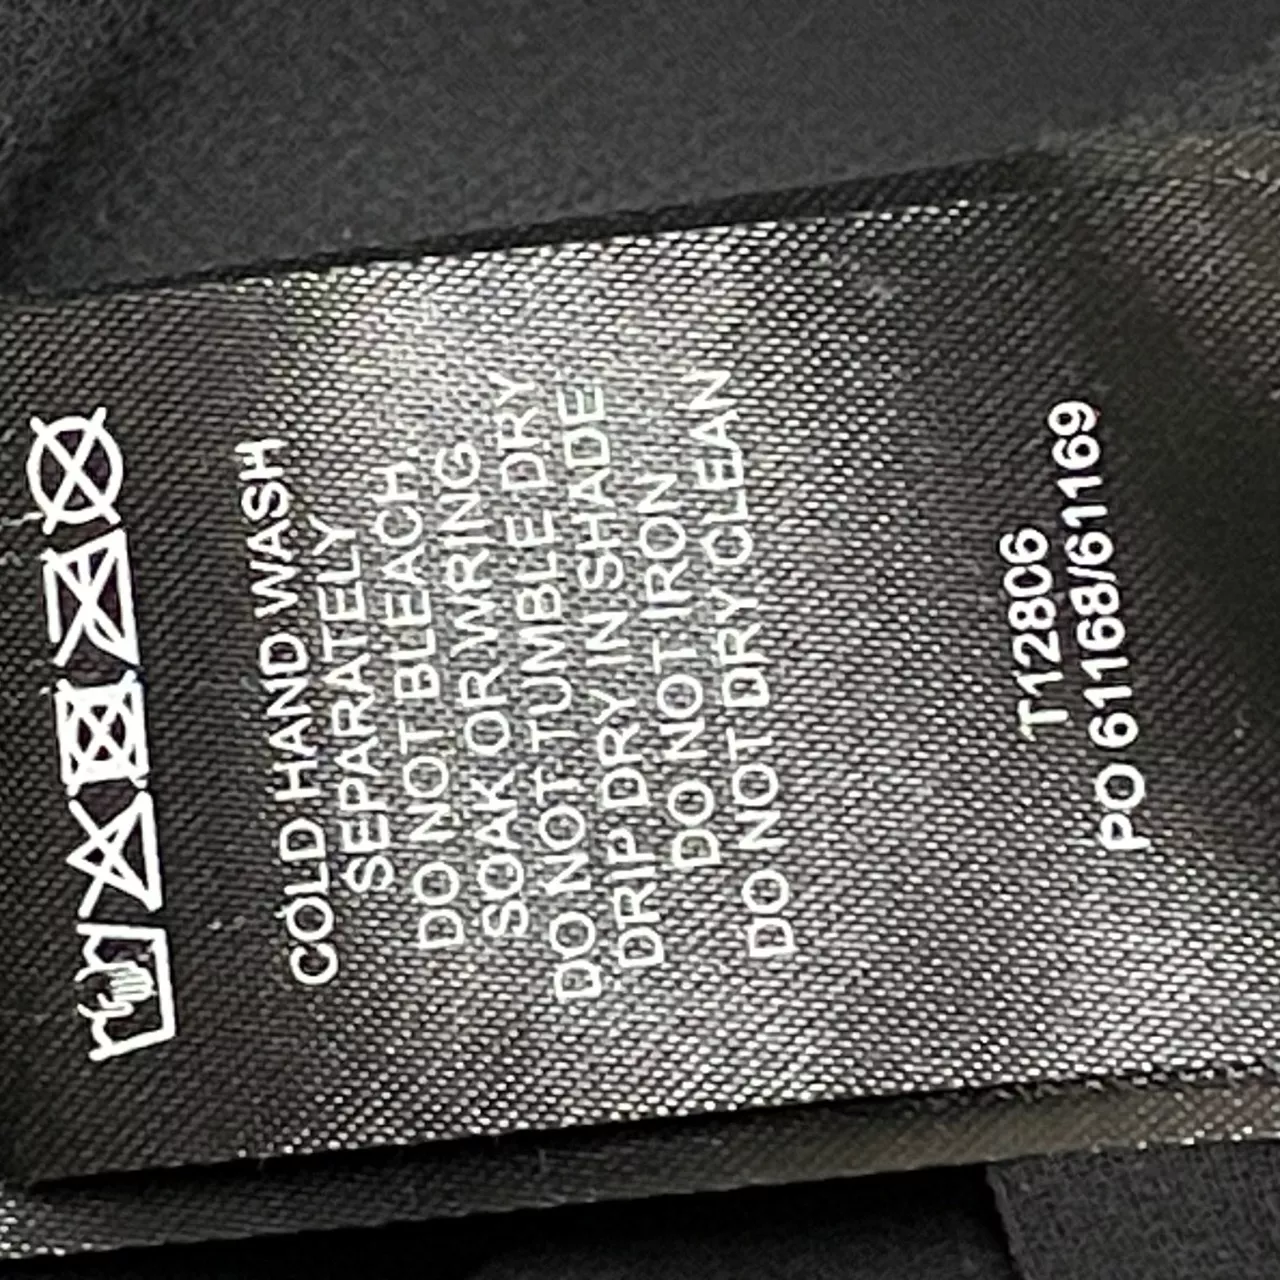 COLD HAND WASH
SEPARATELY
DO NOT BLEACH
SOAK OR WRING
DO NOT TUMBLE DRY
DRIP DRY IN SHADE
DO NOT IRON
DO NOT DRY CLEAN
T12806
PO 61168/61169